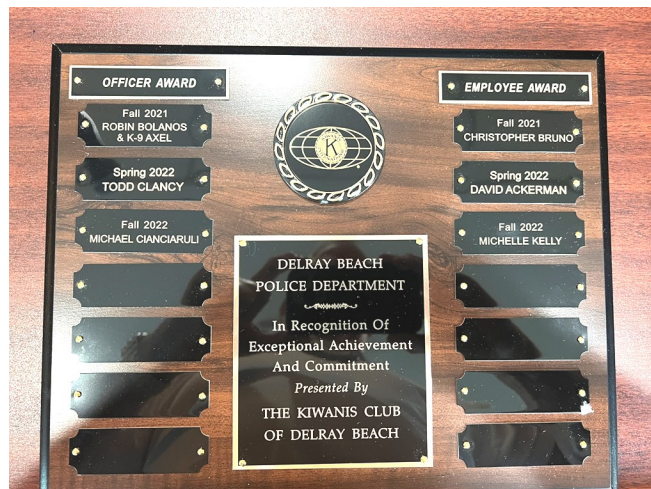 OFFICER AWARD
Fall 2021
ROBIN BOLANOS
& K-9 AXEL
Spring 2022
TODD CLANCY
Fall 2022
MICHAEL CIANCIARULI
K
DELRAY BEACH
POLICE DEPARTMENT
In Recognition Of
Exceptional Achievement
And Commitment
Presented By
THE KIWANIS CLUB
OF DELRAY BEACH
EMPLOYEE AWARD
Fall 2021
CHRISTOPHER BRUNO
Spring 2022
DAVID ACKERMAN
Fall 2022
MICHELLE KELLY